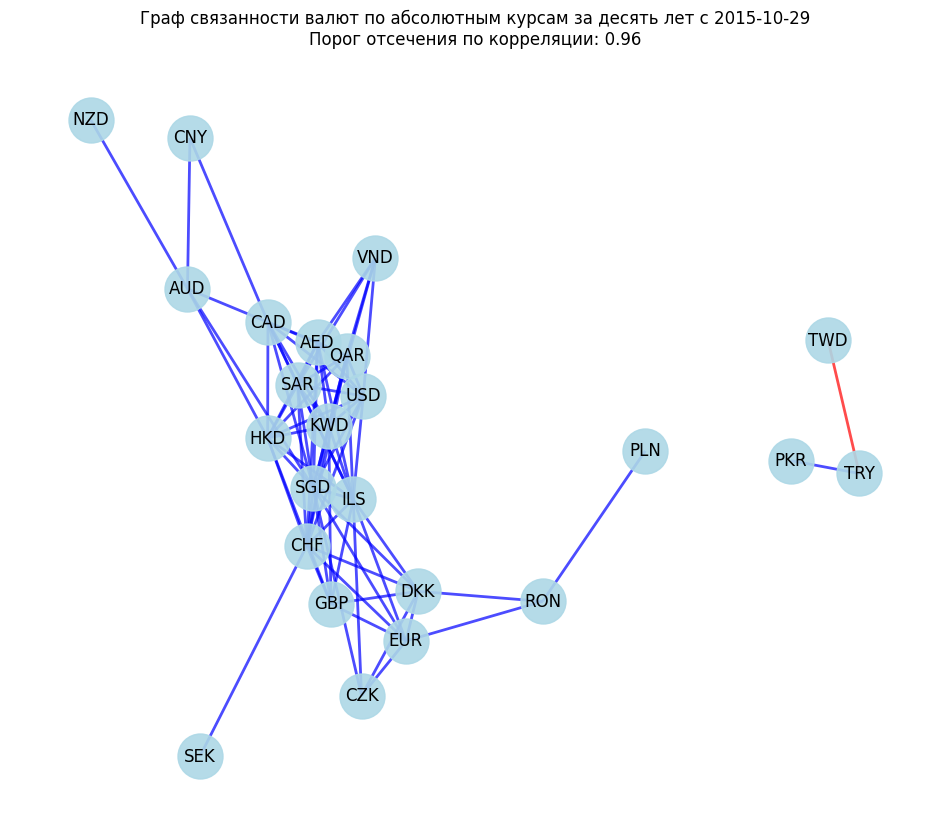 Граф связанности валют по абсолютным курсам за десять лет с 2015-10-29
Порог отсечения по корреляции: 0.96
NZD
CNY
VND
AUD
CAD
AED
QAR
TWD
SAR
USD
KWD
HKD
PLN
PKR
TRY
SGD
ILS
CHF
DKK
GBP
RON
EUR
CZK
SEK